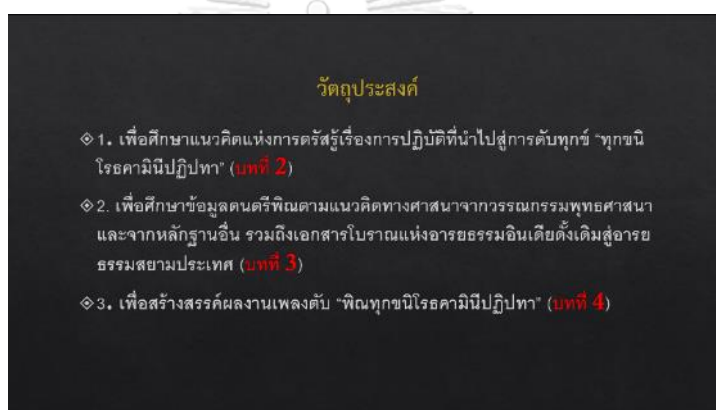 วัตถุประสงค์
1. เพื่อศึกษาแนวคิดแห่งการตรัสรู้เรื่องการปฏิบัติที่นำไปสู่การดับทุกข์ "ทุกขนิ
โรธคามินีปฏิปทา" (บทที่ 2)
2. เพื่อศึกษาข้อมูลดนตรีพิณตามแนวคิดทางศาสนาจากวรรณกรรมพุทธศาสนา
และจากหลักฐานอื่น รวมถึงเอกสารโบราณแห่งอารยธรรมอินเดียดั้งเดิมสู่อารย
ธรรมสยามประเทศ (บทที่ 3)
3. เพื่อสร้างสรรค์ผลงานเพลงตับ "พิณทุกขนิโรธคามินีปฏิปทา" (บทที่ 4)